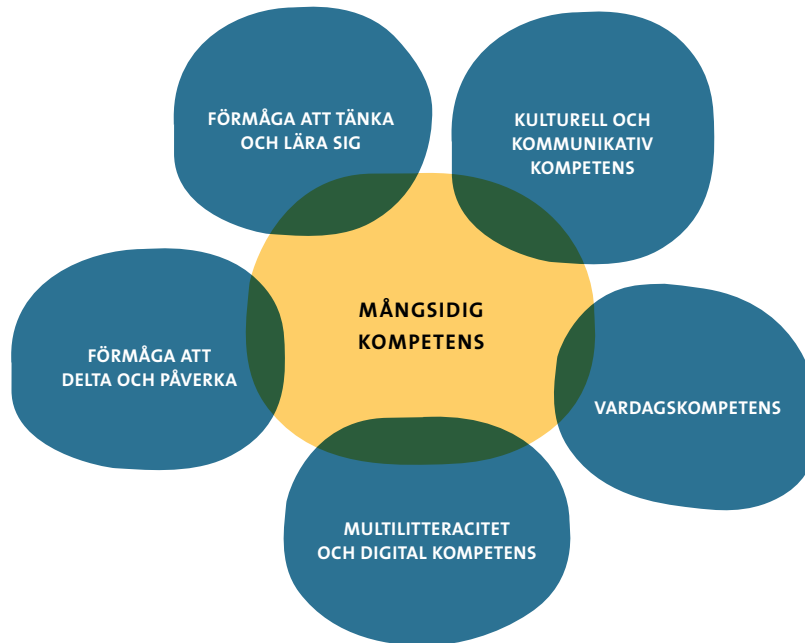 FÖRMÅGA ATT TÄNKA
OCH LÄRA SIG
KULTURELL OCH
KOMMUNIKATIV
KOMPETENS
MÅNGSIDIG
KOMPETENS
FÖRMÅGA ATT
DELTA OCH PÅVERKA
VARDAGSKOMPETENS
MULTILITTERACITET
OCH DIGITAL KOMPETENS